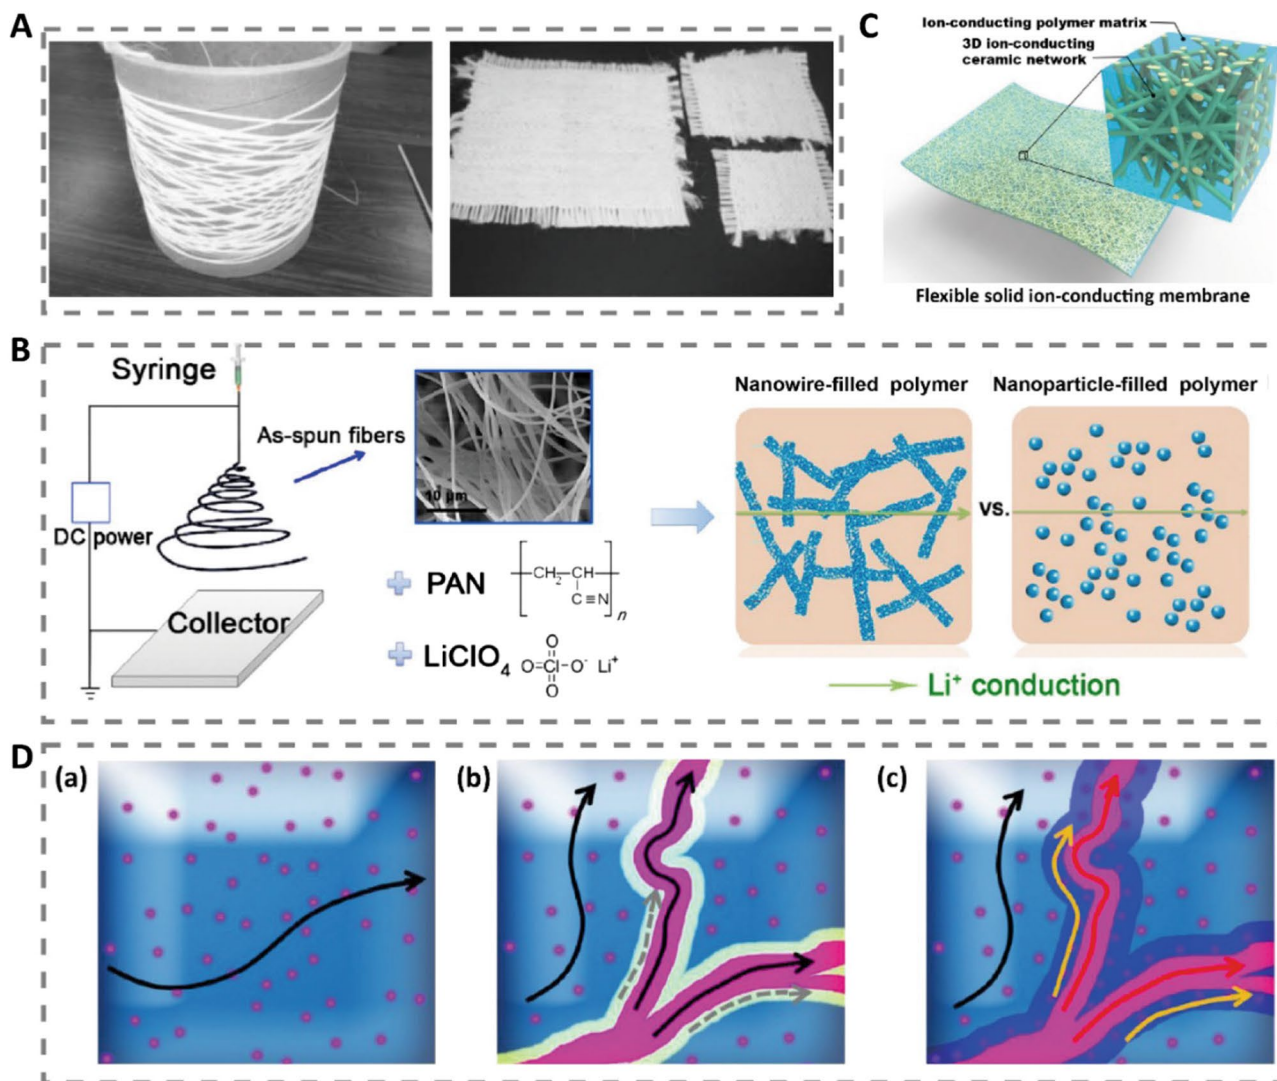 A
C
Ion-conducting polymer matrix
3D ion-conducting
ceramic network
Flexible solid ion-conducting membrane
B
Syringe
As-spun fibers
DC power
Collector
10 μm
+ PAN
CH2 CH
C≡N
n
+ LiClO4
O
O=Cl-O- Li+
O
Nanowire-filled polymer
vs.
Nanoparticle-filled polymer
Li+ conduction
D
(a)
(b)
(c)